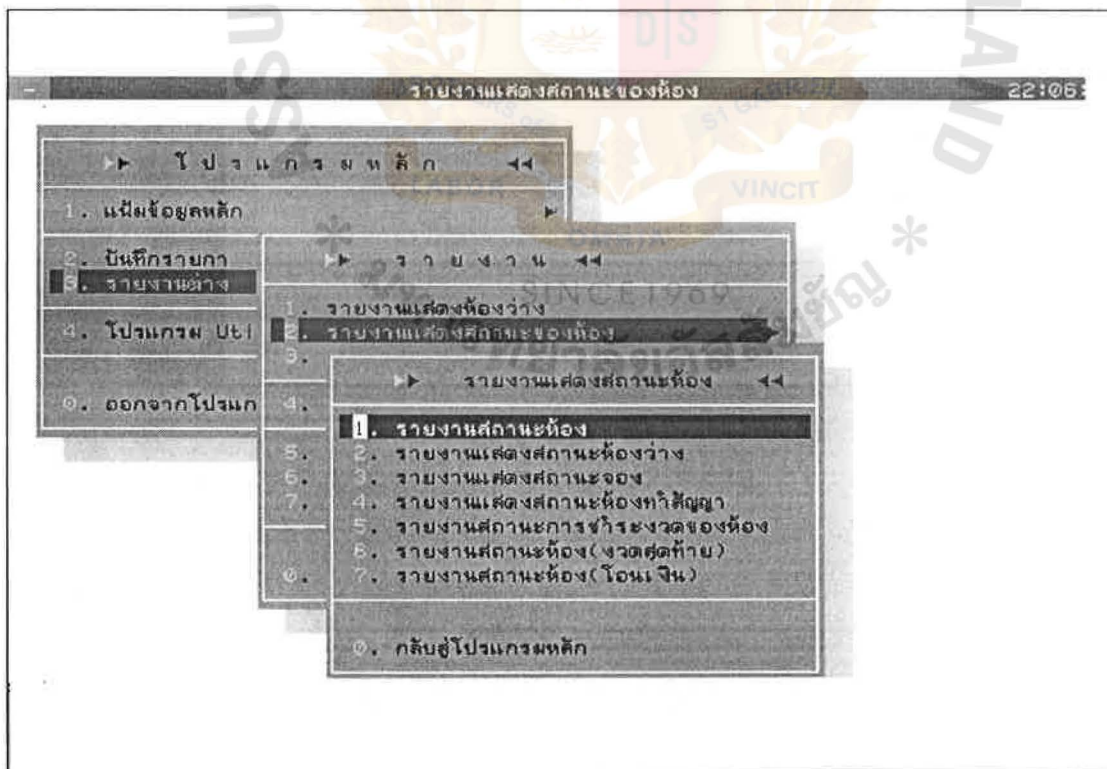 รายงานแสดงสถานะของห้อง 22:06:
โปรแกรมหลัก
1. แฟ้มข้อมูลหลัก
2. บันทึกรายกา
3. รายงานต่าง
4. โปรแกรม Uti
0. ออกจากโปรแก
รายงาน
1. รายงานแสดงห้องว่าง
2. รายงานแสดงสถานะของห้อง
3.
4.
5.
6.
7.
0.
รายงานแสดงสถานะห้อง
1. รายงานสถานะห้อง
2. รายงานแสดงสถานะห้องว่าง
3. รายงานแสดงสถานะจอง
4. รายงานแสดงสถานะห้องทำสัญญา
5. รายงานสถานะการชำระงวดของห้อง
6. รายงานสถานะห้อง(งวดสุดท้าย)
7. รายงานสถานะห้อง(โอนเงิน)
0. กลับสู่โปรแกรมหลัก
D S
LAND
LABOR
VINCIT
SINCE 1969